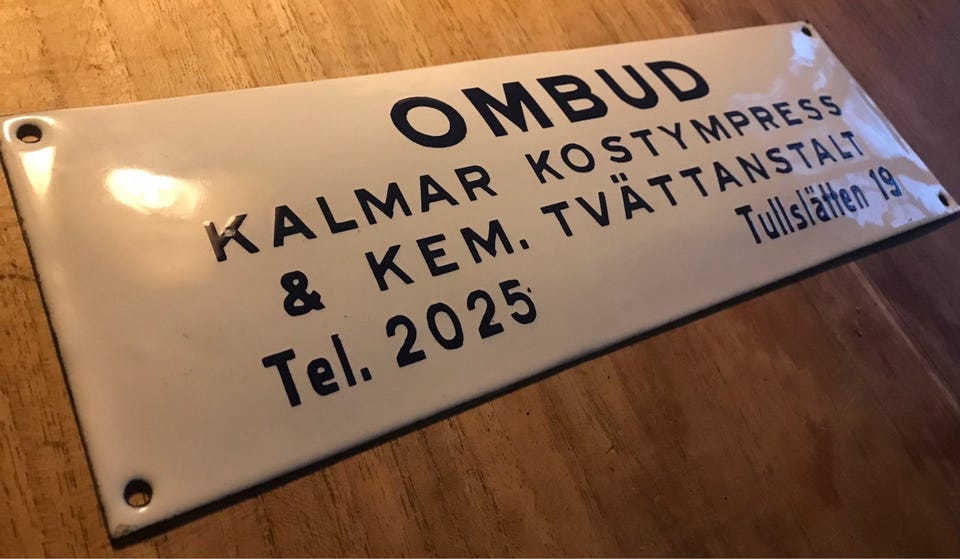 OMBUD
KALMAR KOSTYMPRESS
& KEM. TVÄTTANSTALT
Tel. 2025 Tullslätten 19